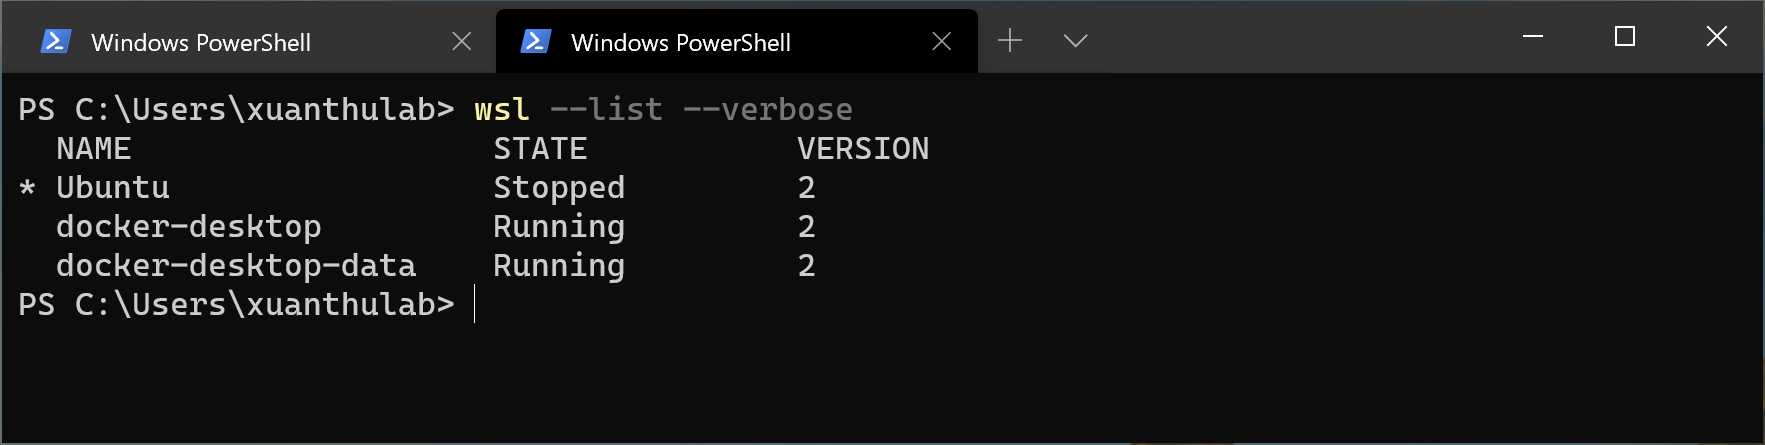 Windows PowerShell Windows PowerShell
PS C:\Users\xuanthulab> wsl --list --verbose
NAME STATE VERSION
* Ubuntu Stopped 2
docker-desktop Running 2
docker-desktop-data Running 2
PS C:\Users\xuanthulab>